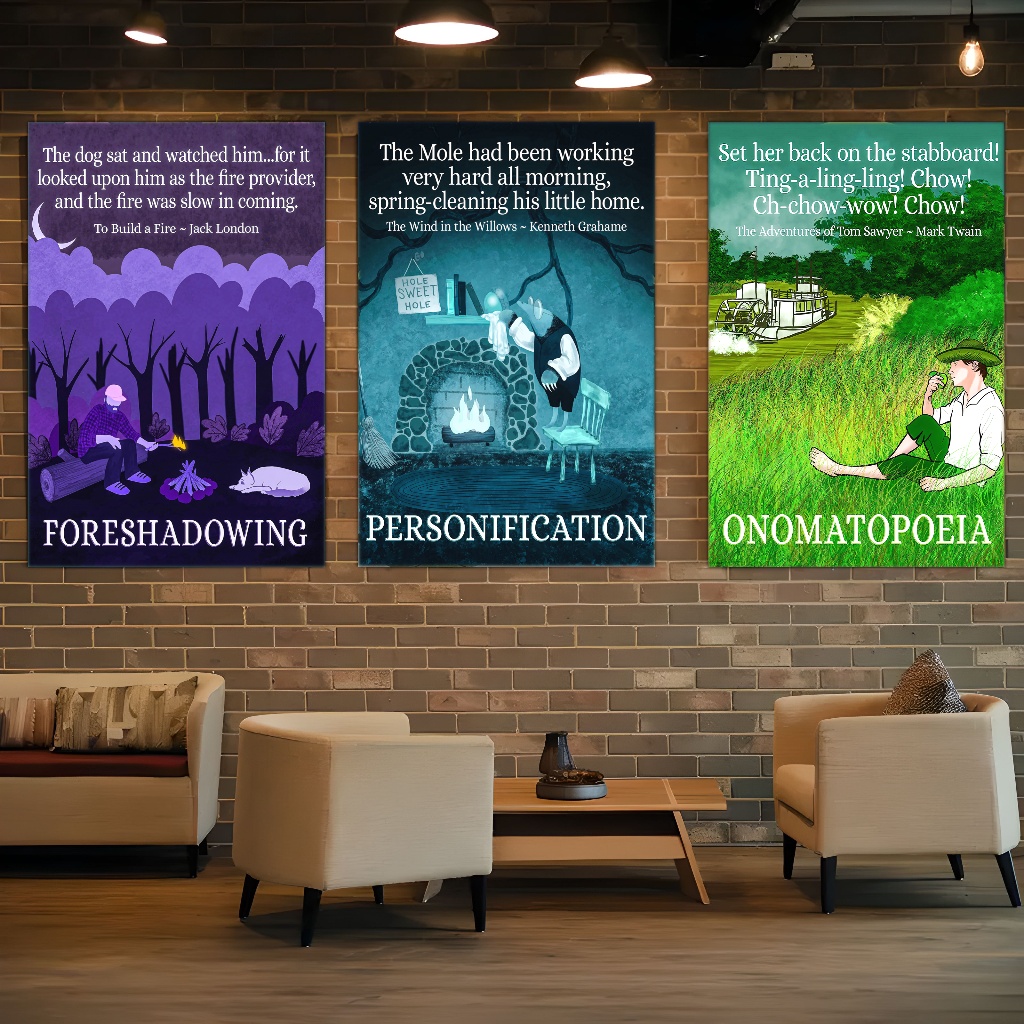 The dog sat and watched him...for it
looked upon him as the fire provider,
and the fire was slow in coming.
To Build a Fire ~ Jack London
FORESHADOWING
The Mole had been working
very hard all morning,
spring-cleaning his little home.
The Wind in the Willows ~ Kenneth Grahame
HOLE
SWEET
HOLE
PERSONIFICATION
Set her back on the stabboard!
Ting-a-ling-ling! Chow!
Ch-chow-wow! Chow!
The Adventures of Tom Sawyer ~ Mark Twain
ONOMATOPOEIA